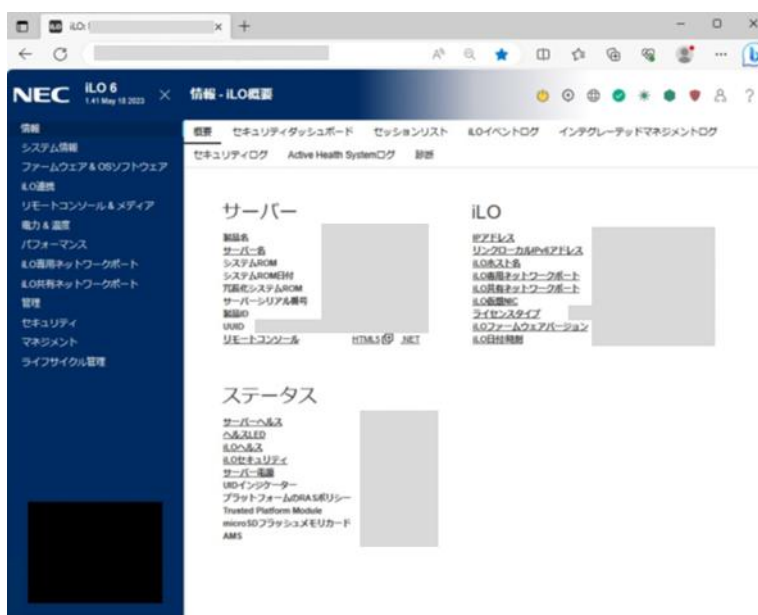 iLO:
NEC iLO 6
1.41 May 18 2023
情報 - iLO概要
情報
システム情報
ファームウェア & OSソフトウェア
iLO連携
リモートコンソール & メディア
電力 & 温度
パフォーマンス
iLO専用ネットワークポート
iLO共有ネットワークポート
管理
セキュリティ
マネジメント
ライフサイクル管理
概要 セキュリティダッシュボード セッションリスト iLOイベントログ インテグレーテッドマネジメントログ
セキュリティログ Active Health Systemログ 診断
サーバー
製品名
サーバー名
システムROM
システムROM日付
冗長化システムROM
サーバーシリアル番号
製品ID
UUID
リモートコンソール HTML5 .NET
iLO
IPアドレス
リンクローカルIPv6アドレス
iLOホスト名
iLO専用ネットワークポート
iLO共有ネットワークポート
iLO仮想NIC
ライセンスタイプ
iLOファームウェアバージョン
iLO日付/時刻
ステータス
サーバーヘルス
ヘルスLED
iLOヘルス
iLOセキュリティ
サーバー電源
UIDインジケーター
プラットフォームのRASポリシー
Trusted Platform Module
microSDフラッシュメモリカード
AMS